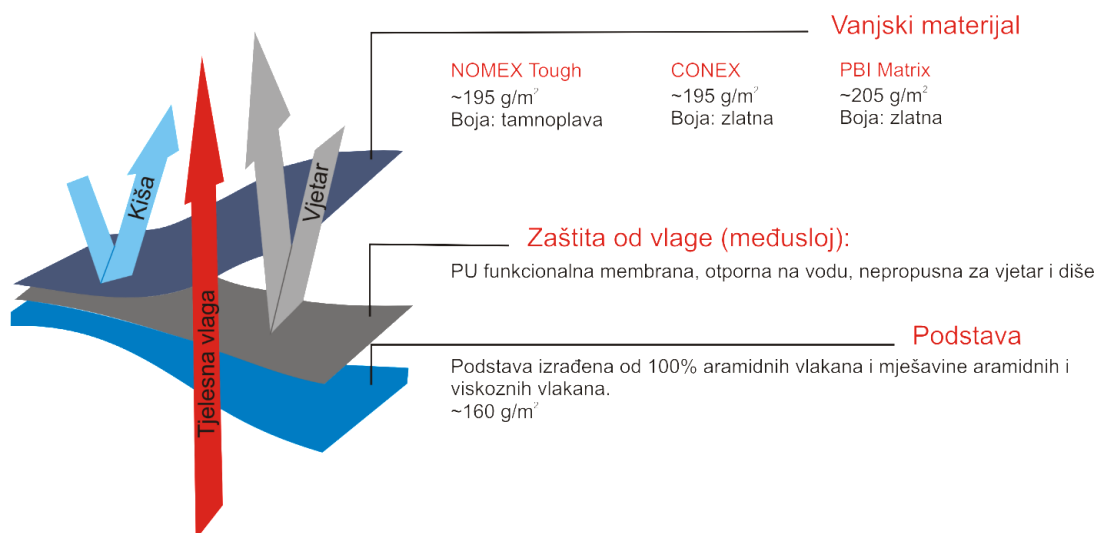 Vanjski materijal
NOMEX Tough
~195 g/m²
Boja: tamnoplava
CONEX
~195 g/m²
Boja: zlatna
PBI Matrix
~205 g/m²
Boja: zlatna
Kiša
Tjelesna vlaga
Vjetar
Zaštita od vlage (međusloj):
PU funkcionalna membrana, otporna na vodu, nepropusna za vjetar i diše
Podstava
Podstava izrađena od 100% aramidnih vlakana i mješavine aramidnih i
viskoznih vlakana.
~160 g/m²